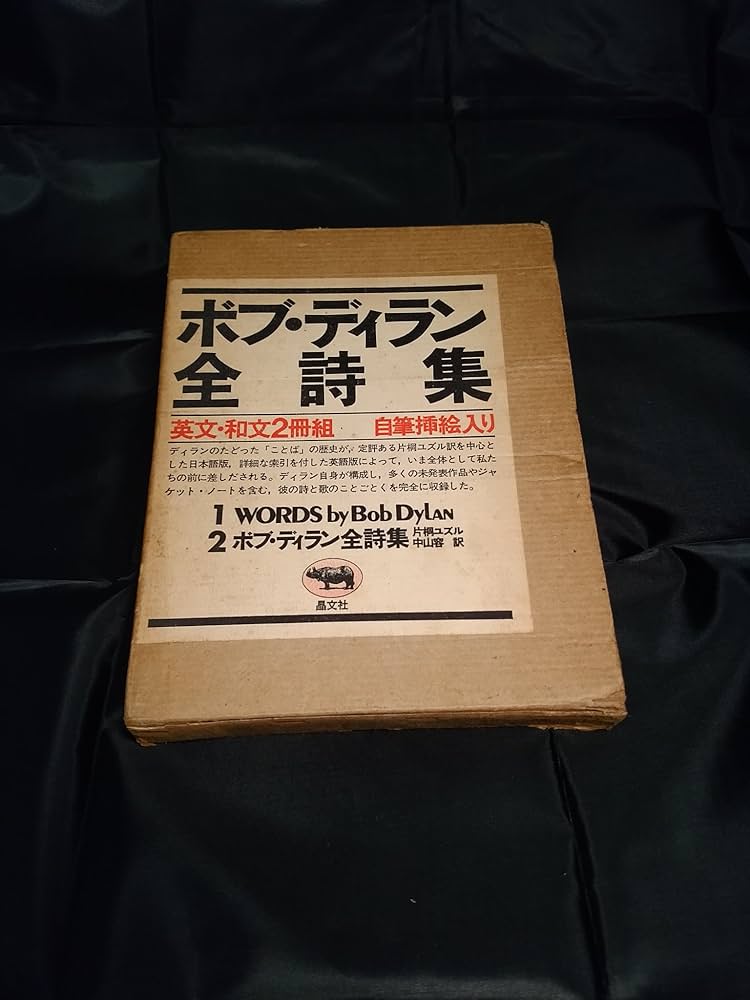 ボブ・ディラン
全詩集
英文・和文2冊組 自筆挿絵入り
ディランのたどった「ことば」の歴史が、定評ある片桐ユズル訳を中心と
した日本語版，詳細な索引を付した英語版によって，いま全体として私た
ちの前に差しだされる。ディラン自身が構成し，多くの未発表作品やジャ
ケット・ノートを含む，彼の詩と歌のことごとくを完全に収録した。
1 WORDS by Bob Dylan
2 ボブ・ディラン全詩集 片桐ユズル 中山容 訳
晶文社